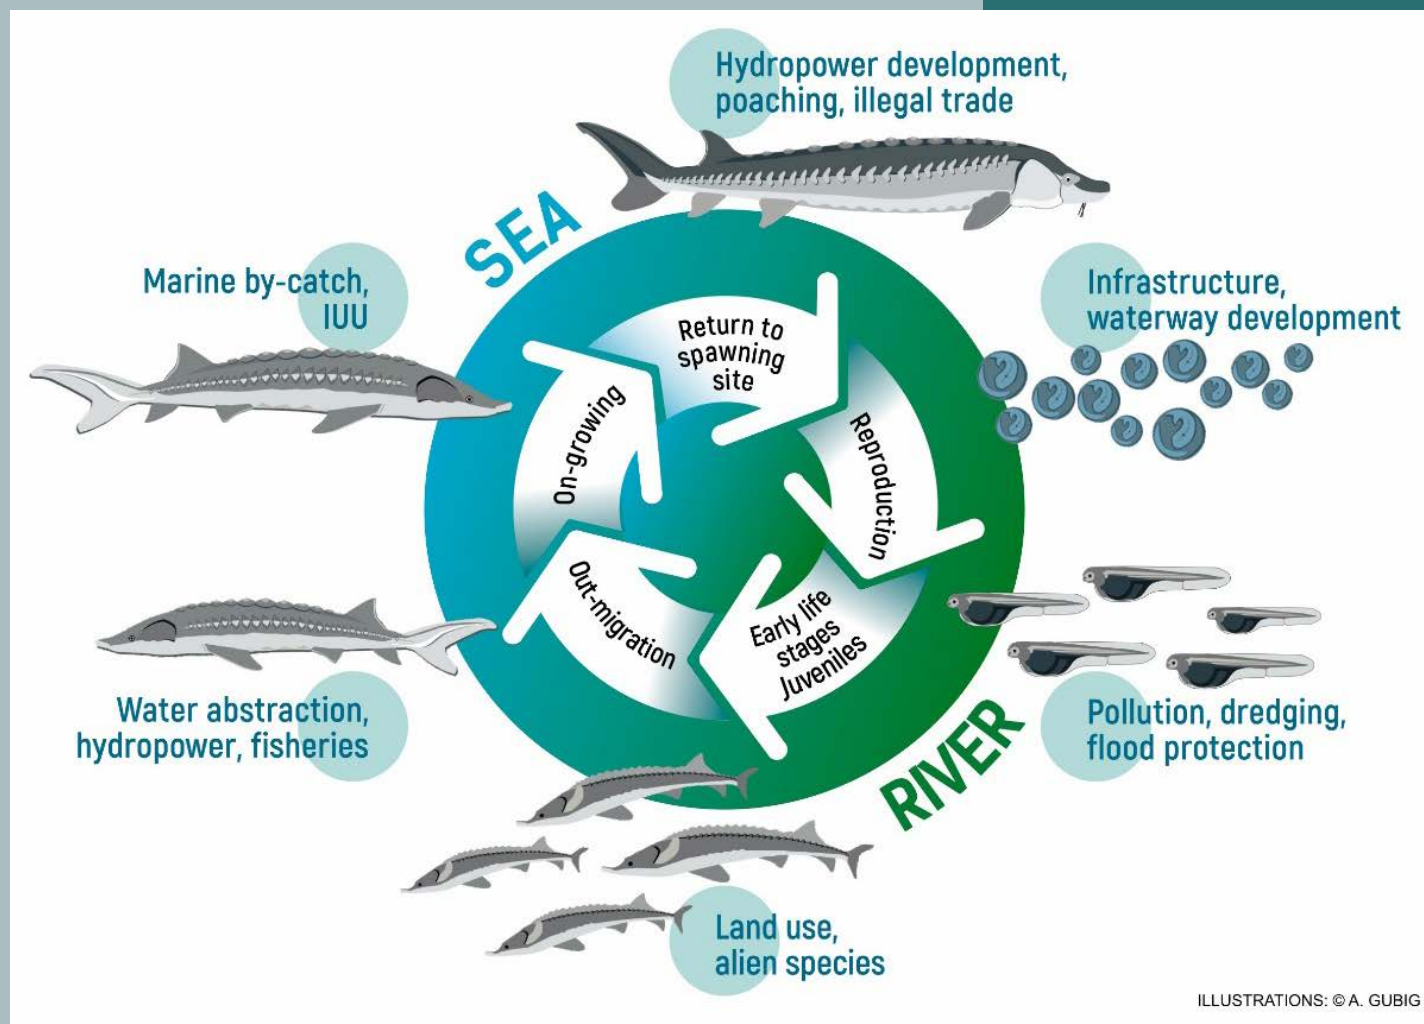 Hydropower development,
poaching, illegal trade
SEA
Marine by-catch,
IUU
Infrastructure,
waterway development
Return to
spawning
site
On-growing
Reproduction
Out-migration
Early life
stages
Juveniles
Water abstraction,
hydropower, fisheries
Pollution, dredging,
flood protection
RIVER
Land use,
alien species
ILLUSTRATIONS: © A. GUBIG